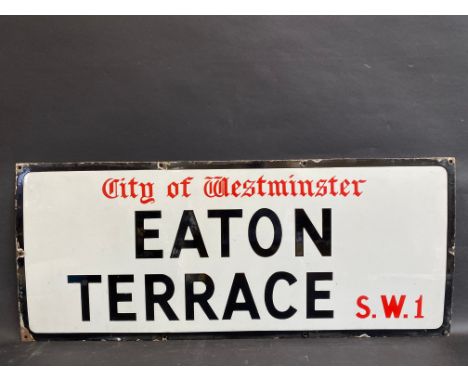 City of Westminster
EATON
TERRACE S.W.1